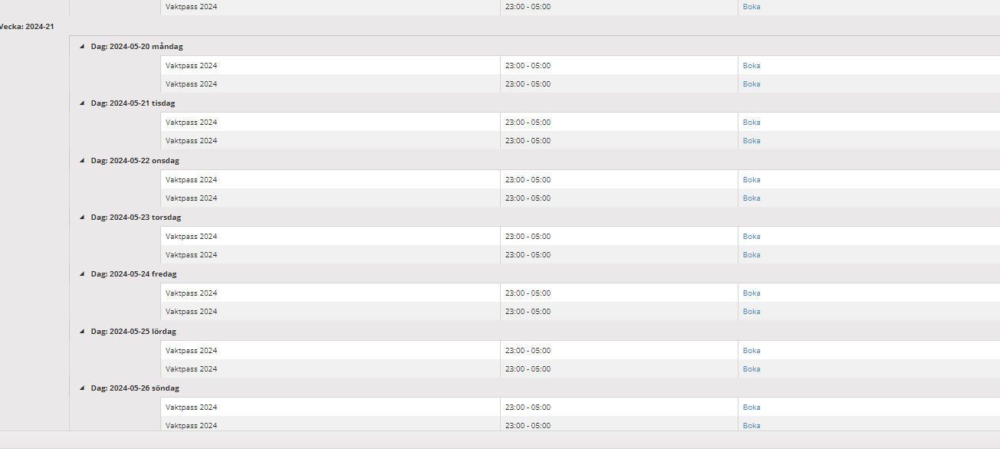 Vaktpass 2024 23:00 - 05:00 Boka
Vecka: 2024-21
Dag: 2024-05-20 måndag
Vaktpass 2024 23:00 - 05:00 Boka
Vaktpass 2024 23:00 - 05:00 Boka
Dag: 2024-05-21 tisdag
Vaktpass 2024 23:00 - 05:00 Boka
Vaktpass 2024 23:00 - 05:00 Boka
Dag: 2024-05-22 onsdag
Vaktpass 2024 23:00 - 05:00 Boka
Vaktpass 2024 23:00 - 05:00 Boka
Dag: 2024-05-23 torsdag
Vaktpass 2024 23:00 - 05:00 Boka
Vaktpass 2024 23:00 - 05:00 Boka
Dag: 2024-05-24 fredag
Vaktpass 2024 23:00 - 05:00 Boka
Vaktpass 2024 23:00 - 05:00 Boka
Dag: 2024-05-25 lördag
Vaktpass 2024 23:00 - 05:00 Boka
Vaktpass 2024 23:00 - 05:00 Boka
Dag: 2024-05-26 söndag
Vaktpass 2024 23:00 - 05:00 Boka
Vaktpass 2024 23:00 - 05:00 Boka